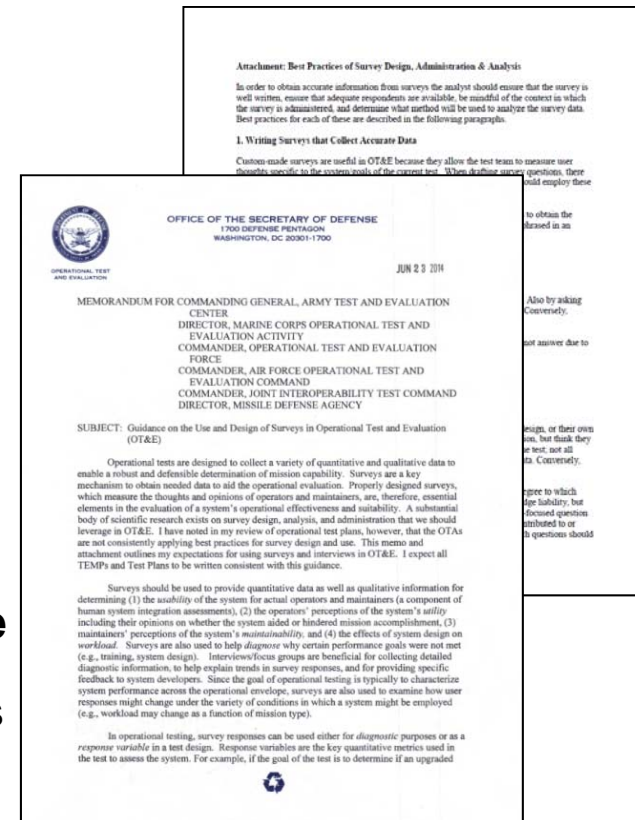 Attachment: Best Practices of Survey Design, Administration & Analysis
In order to obtain accurate information from surveys the analyst should ensure that the survey is
well written, ensure that adequate respondents are available, be mindful of the context in which
the survey is administered, and determine what method will be used to analyze the survey data.
Best practices for each of these are described in the following paragraphs.
1. Writing Surveys that Collect Accurate Data
Custom-made surveys are useful in OT&E because they allow the test team to measure user
thoughts specific to the system/goals of the current test. When drafting survey questions, there
ould employ these
to obtain the
phrased in an
Also by asking
Conversely,
not answer due to
esign, or their own
ion, but think they
e test; not all
ta. Conversely,
egree to which
dge liability, but
-focused question
attributed to or
h questions should
OFFICE OF THE SECRETARY OF DEFENSE
1700 DEFENSE PENTAGON
WASHINGTON, DC 20301-1700
OPERATIONAL TEST
AND EVALUATION
JUN 23 2014
MEMORANDUM FOR COMMANDING GENERAL, ARMY TEST AND EVALUATION
CENTER
DIRECTOR, MARINE CORPS OPERATIONAL TEST AND
EVALUATION ACTIVITY
COMMANDER, OPERATIONAL TEST AND EVALUATION
FORCE
COMMANDER, AIR FORCE OPERATIONAL TEST AND
EVALUATION COMMAND
COMMANDER, JOINT INTEROPERABILITY TEST COMMAND
DIRECTOR, MISSILE DEFENSE AGENCY
SUBJECT: Guidance on the Use and Design of Surveys in Operational Test and Evaluation
(OT&E)
Operational tests are designed to collect a variety of quantitative and qualitative data to
enable a robust and defensible determination of mission capability. Surveys are a key
mechanism to obtain needed data to aid the operational evaluation. Properly designed surveys,
which measure the thoughts and opinions of operators and maintainers, are, therefore, essential
elements in the evaluation of a system's operational effectiveness and suitability. A substantial
body of scientific research exists on survey design, analysis, and administration that we should
leverage in OT&E. I have noted in my review of operational test plans, however, that the OTAs
are not consistently applying best practices for survey design and use. This memo and
attachment outlines my expectations for using surveys and interviews in OT&E. I expect all
TEMPs and Test Plans to be written consistent with this guidance.
Surveys should be used to provide quantitative data as well as qualitative information for
determining (1) the usability of the system for actual operators and maintainers (a component of
human system integration assessments), (2) the operators' perceptions of the system's utility
including their opinions on whether the system aided or hindered mission accomplishment, (3)
maintainers' perceptions of the system's maintainability, and (4) the effects of system design on
workload. Surveys are also used to help diagnose why certain performance goals were not met
(e.g., training, system design). Interviews/focus groups are beneficial for collecting detailed
diagnostic information, to help explain trends in survey responses, and for providing specific
feedback to system developers. Since the goal of operational testing is typically to characterize
system performance across the operational envelope, surveys are also used to examine how user
responses might change under the variety of conditions in which a system might be employed
(e.g., workload may change as a function of mission type).
In operational testing, survey responses can be used either for diagnostic purposes or as a
response variable in a test design. Response variables are the key quantitative metrics used in
the test to assess the system. For example, if the goal of the test is to determine if an upgraded
e
s